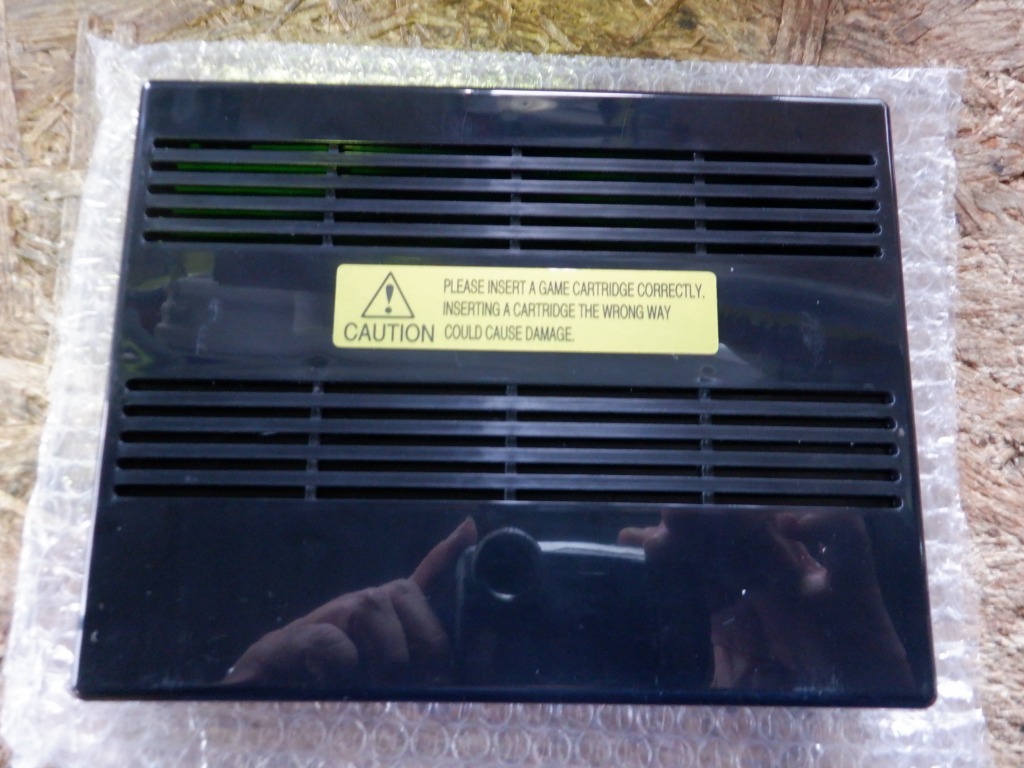 PLEASE INSERT A GAME CARTRIDGE CORRECTLY.
INSERTING A CARTRIDGE THE WRONG WAY
COULD CAUSE DAMAGE.
CAUTION